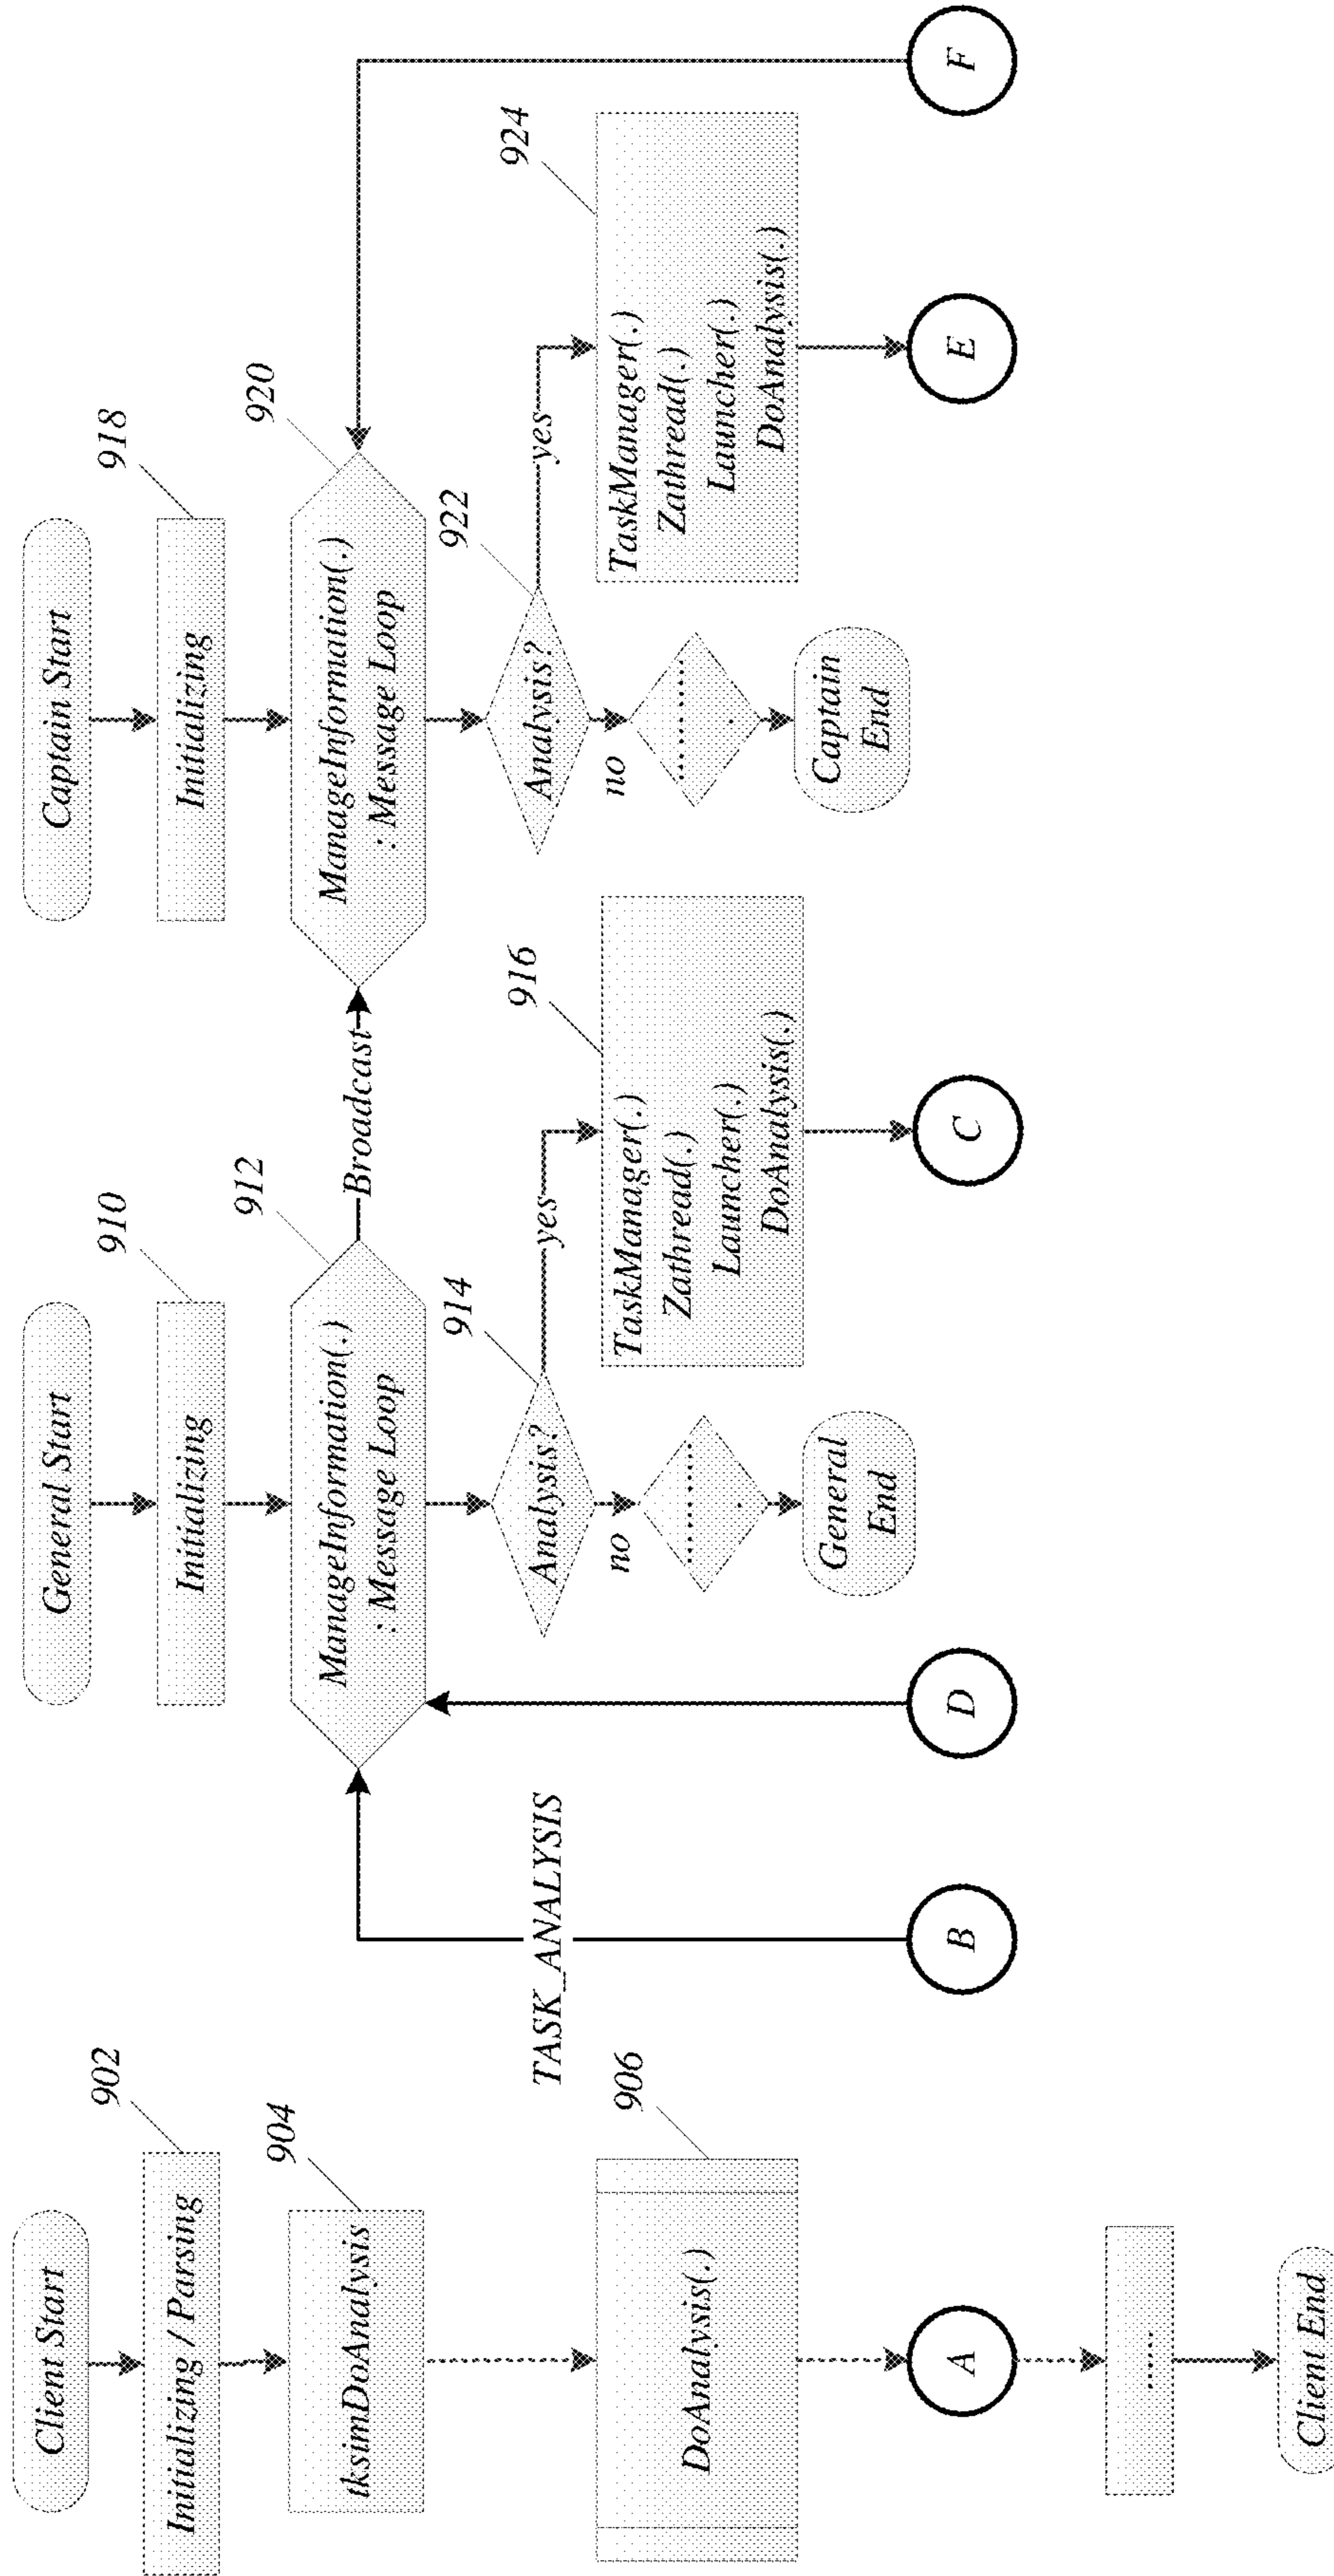 Client Start
902
Initializing / Parsing
904
tksimDoAnalysis
906
DoAnalysis(.)
A
......
Client End
B
TASK_ANALYSIS
D
General Start
910
Initializing
912
ManageInformation(.)
: Message Loop
Broadcast
914
Analysis?
yes
no
916
TaskManager(.)
Zathread(.)
Launcher(.)
DoAnalysis(.)
..........
.
General
End
C
Captain Start
918
Initializing
920
ManageInformation(.)
: Message Loop
922
Analysis?
yes
no
924
TaskManager(.)
Zathread(.)
Launcher(.)
DoAnalysis(.)
.........
.
Captain
End
E
F